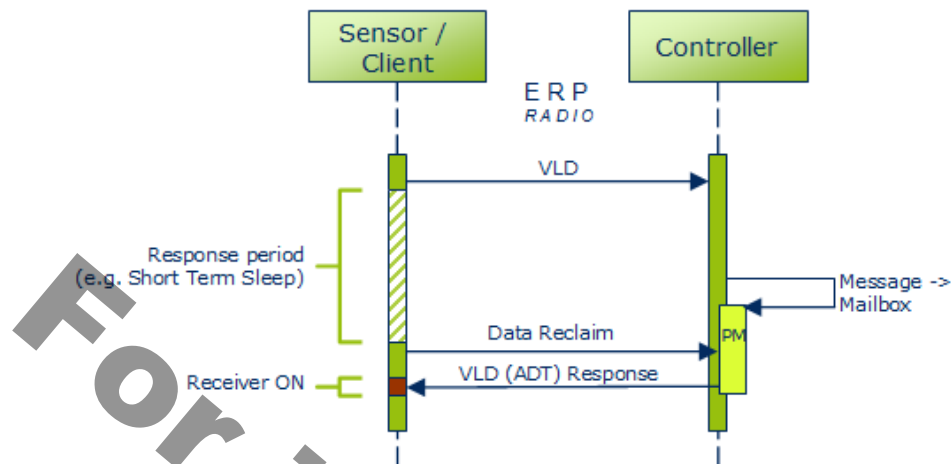 Sensor /
Client
Controller
E R P
RADIO
VLD
Response period
(e.g. Short Term Sleep)
Message ->
Mailbox
PM
Data Reclaim
Receiver ON
VLD (ADT) Response
For